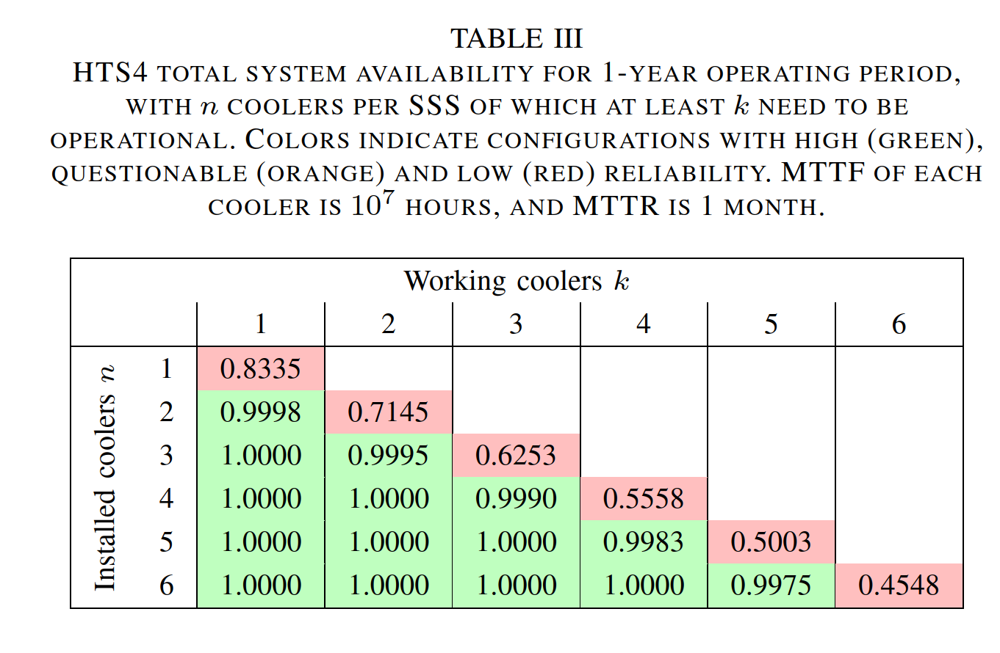 TABLE III
HTS4 TOTAL SYSTEM AVAILABILITY FOR 1-YEAR OPERATING PERIOD,
WITH n COOLERS PER SSS OF WHICH AT LEAST k NEED TO BE
OPERATIONAL. COLORS INDICATE CONFIGURATIONS WITH HIGH (GREEN),
QUESTIONABLE (ORANGE) AND LOW (RED) RELIABILITY. MTTF OF EACH
COOLER IS 10⁷ HOURS, AND MTTR IS 1 MONTH.
Working coolers k
1 2 3 4 5 6
Installed coolers n
1 0.8335
2 0.9998 0.7145
3 1.0000 0.9995 0.6253
4 1.0000 1.0000 0.9990 0.5558
5 1.0000 1.0000 1.0000 0.9983 0.5003
6 1.0000 1.0000 1.0000 1.0000 0.9975 0.4548